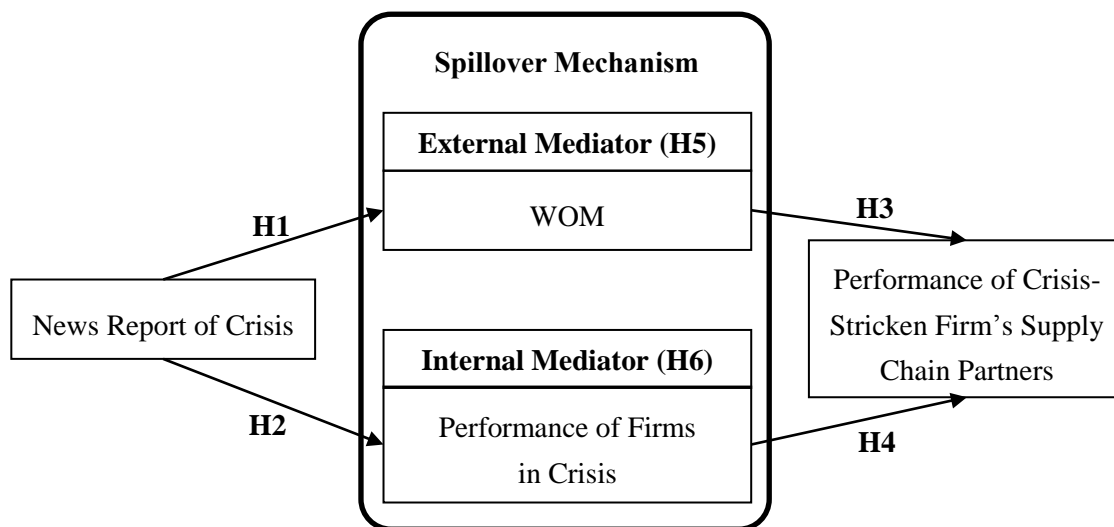 Spillover Mechanism
External Mediator (H5)
WOM
H1
H3
News Report of Crisis
Performance of Crisis-
Stricken Firm’s Supply
Chain Partners
Internal Mediator (H6)
H2
Performance of Firms
in Crisis
H4